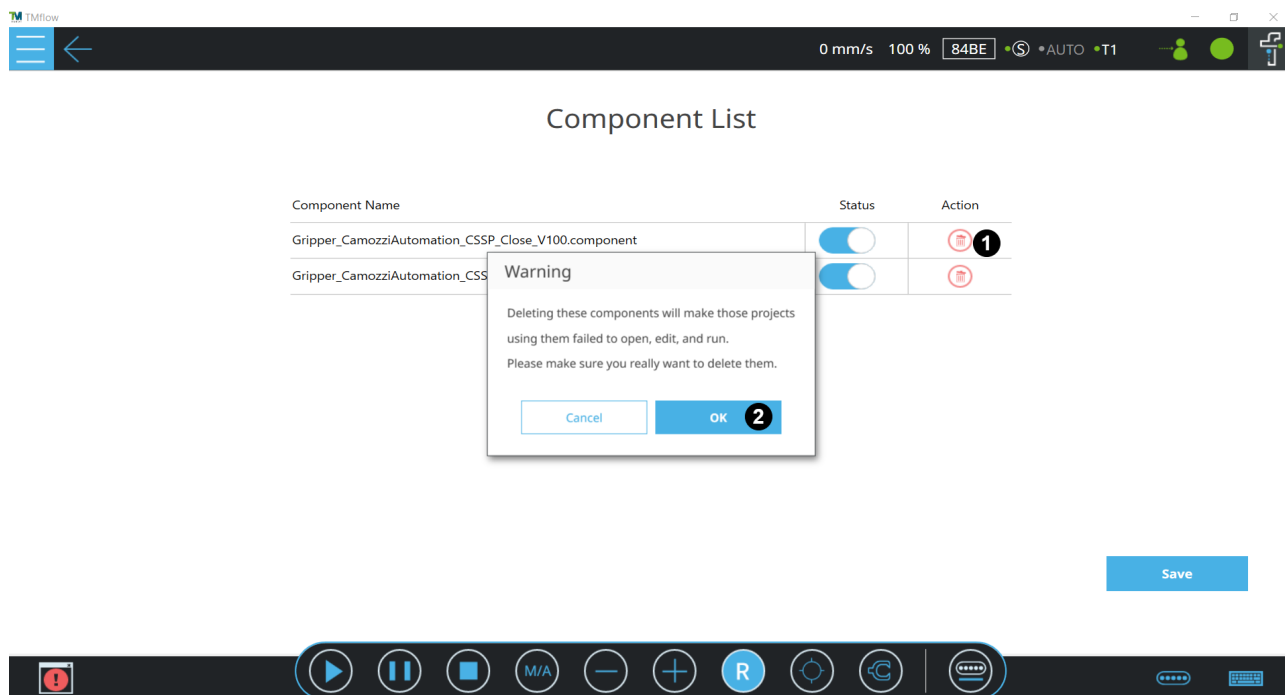 TMflow
0 mm/s 100 % 84BE S AUTO T1
Component List
Component Name Status Action
Gripper_CamozziAutomation_CSSP_Close_V100.component
1
Gripper_CamozziAutomation_CSS
Warning
Deleting these components will make those projects
using them failed to open, edit, and run.
Please make sure you really want to delete them.
Cancel OK 2
Save
M/A R